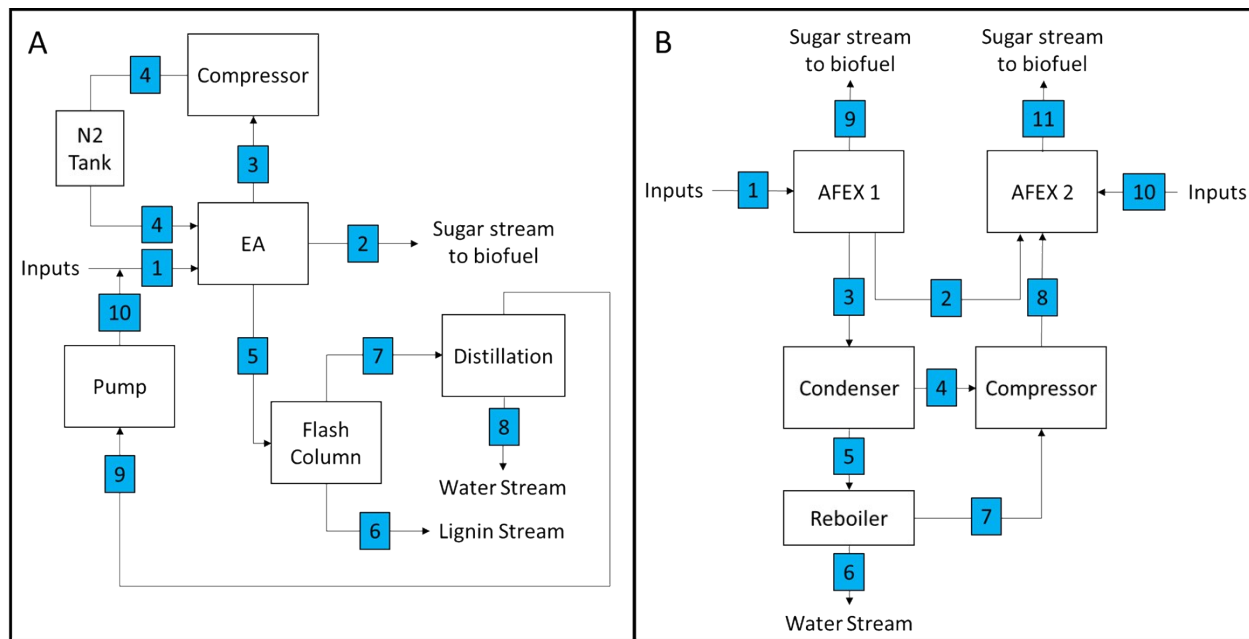 A
4
Compressor
N2
Tank
3
4
EA
2
Sugar stream
to biofuel
Inputs
1
10
5
7
Distillation
Pump
Flash
Column
8
9
Water Stream
6
Lignin Stream
B
Sugar stream
to biofuel
Sugar stream
to biofuel
9
11
Inputs
1
AFEX 1
AFEX 2
10
Inputs
3
2
8
Condenser
4
Compressor
5
Reboiler
7
6
Water Stream